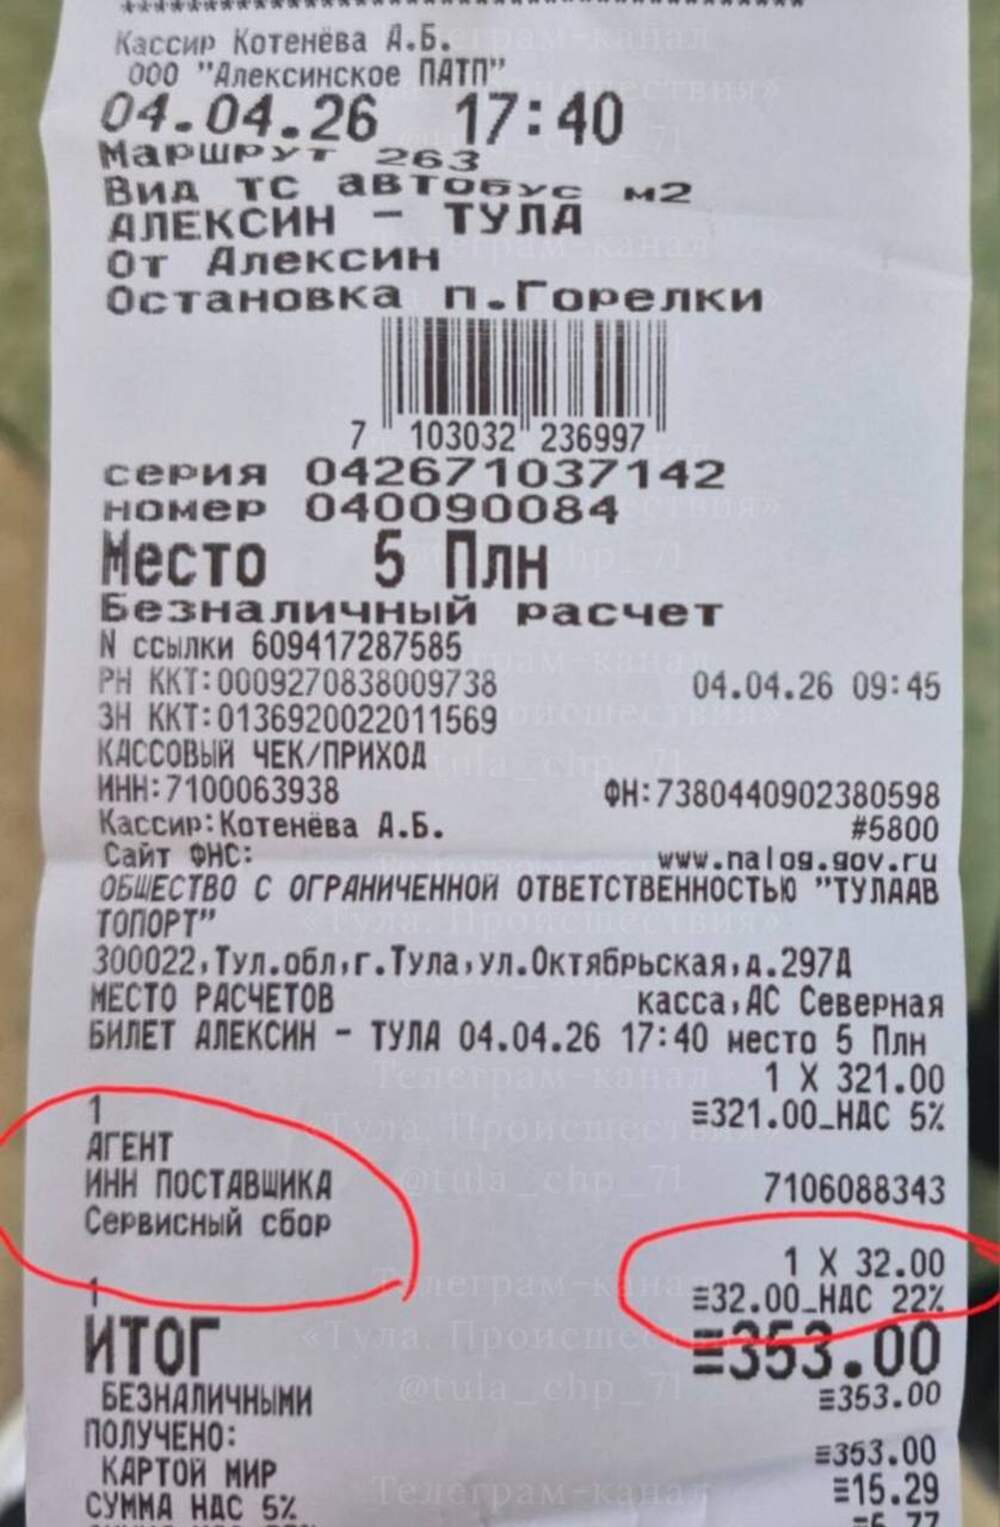 ************************************
Кассир Котенёва А.Б.
ООО "Алексинское ПАТП"
04.04.26 17:40
Маршрут 263
Вид ТС автобус м2
АЛЕКСИН - ТУЛА
От Алексин
Остановка п.Горелки
7 103032 236997
серия 042671037142
номер 040090084
Место 5 Плн
Безналичный расчет
N ссылки 609417287585
РН ККТ:0009270838009738 04.04.26 09:45
ЗН ККТ:0136920022011569
КАССОВЫЙ ЧЕК/ПРИХОД
ИНН:7100063938 ФН:7380440902380598
Кассир:Котенёва А.Б. #5800
Сайт ФНС: www.nalog.gov.ru
ОБЩЕСТВО С ОГРАНИЧЕННОЙ ОТВЕТСТВЕННОСТЬЮ "ТУЛААВ
ТОПОРТ"
300022,Тул.обл,г.Тула,ул.Октябрьская,д.297А
МЕСТО РАСЧЕТОВ касса,АС Северная
БИЛЕТ АЛЕКСИН - ТУЛА 04.04.26 17:40 место 5 Плн
1 X 321.00
1 ≡321.00_НДС 5%
АГЕНТ
ИНН ПОСТАВЩИКА 7106088343
Сервисный сбор
1 X 32.00
1 ≡32.00_НДС 22%
ИТОГ ≡353.00
БЕЗНАЛИЧНЫМИ ≡353.00
ПОЛУЧЕНО:
КАРТОЙ МИР ≡353.00
СУММА НДС 5% ≡15.29
≡5.77
Телеграм-канал
«Тула. Происшествия»
@tula_chp_71